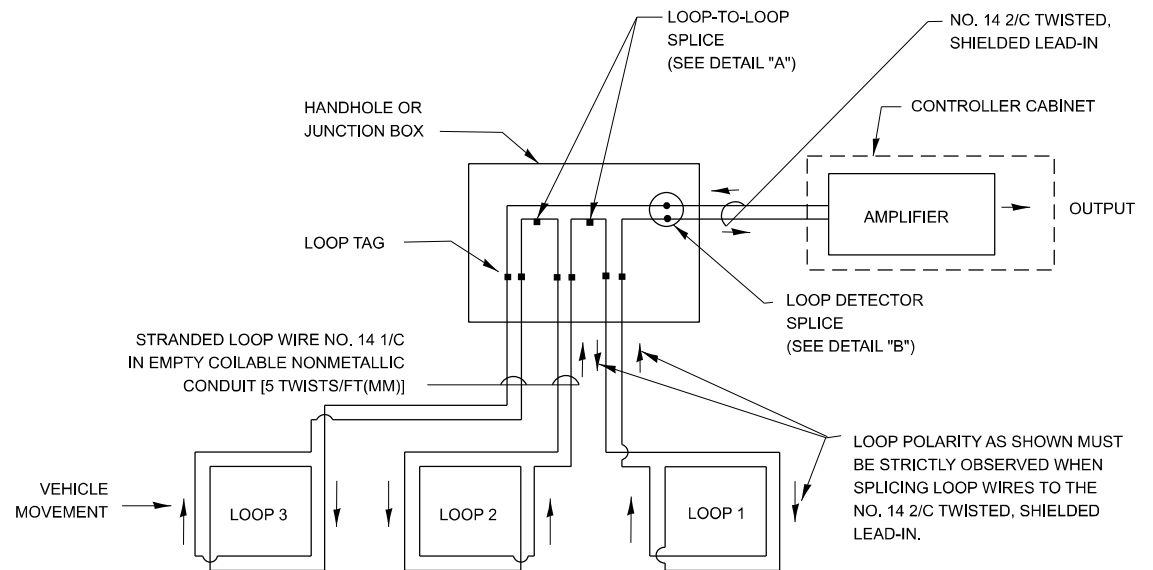 LOOP-TO-LOOP
SPLICE
(SEE DETAIL "A")
NO. 14 2/C TWISTED,
SHIELDED LEAD-IN
HANDHOLE OR
JUNCTION BOX
CONTROLLER CABINET
AMPLIFIER
OUTPUT
LOOP TAG
LOOP DETECTOR
SPLICE
(SEE DETAIL "B")
STRANDED LOOP WIRE NO. 14 1/C
IN EMPTY COILABLE NONMETALLIC
CONDUIT [5 TWISTS/FT(MM)]
LOOP POLARITY AS SHOWN MUST
BE STRICTLY OBSERVED WHEN
SPLICING LOOP WIRES TO THE
NO. 14 2/C TWISTED, SHIELDED
LEAD-IN.
VEHICLE
MOVEMENT
LOOP 3
LOOP 2
LOOP 1